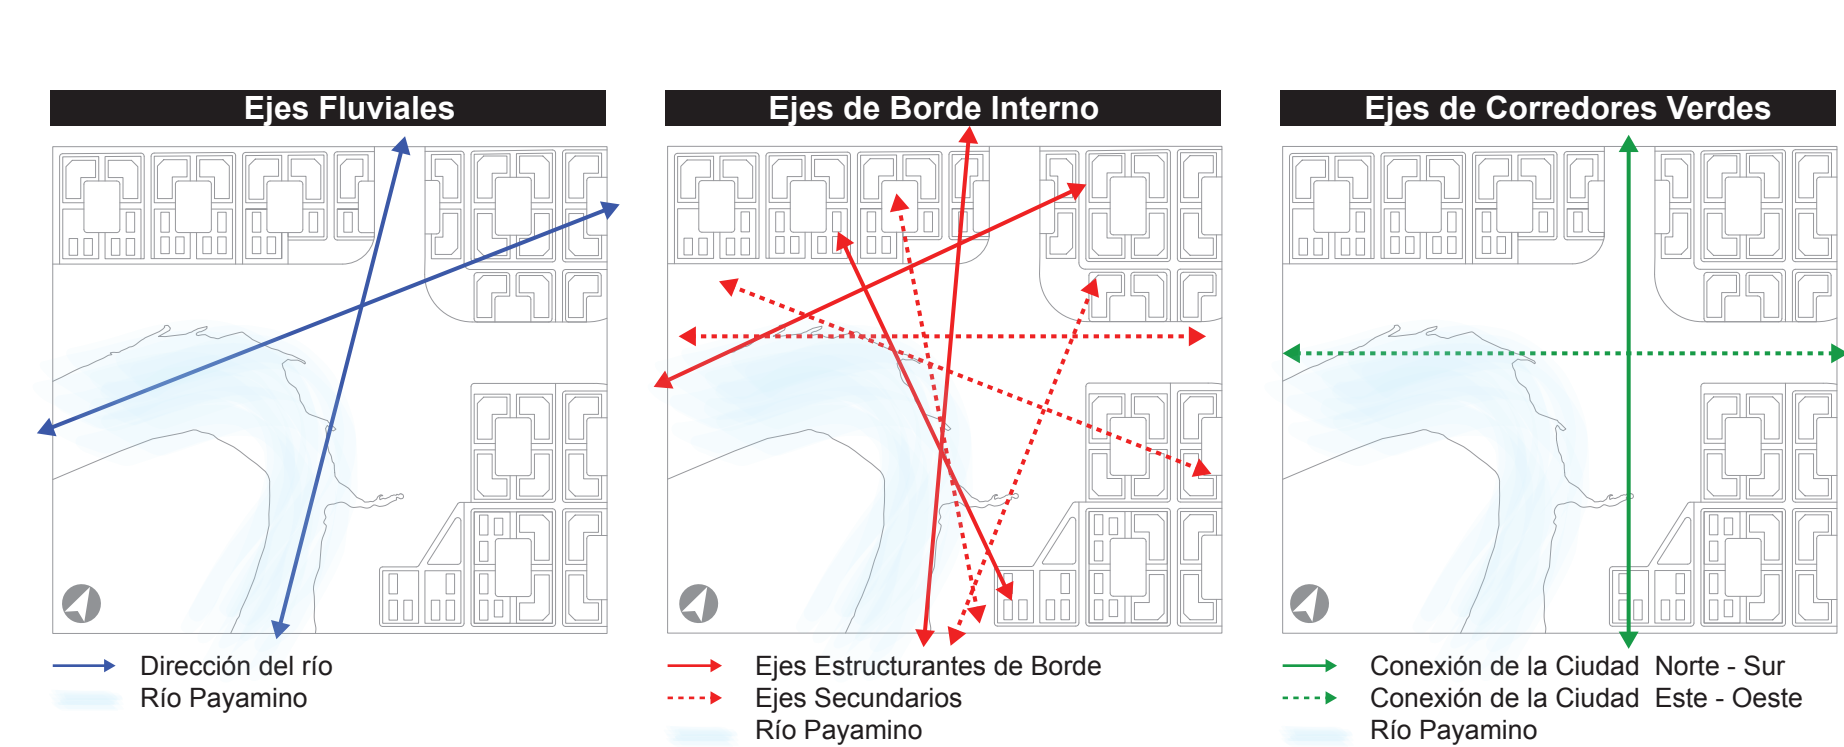 Ejes Fluviales
Dirección del río
Río Payamino
Ejes de Borde Interno
Ejes Estructurantes de Borde
Ejes Secundarios
Río Payamino
Ejes de Corredores Verdes
Conexión de la Ciudad Norte - Sur
Conexión de la Ciudad Este - Oeste
Río Payamino